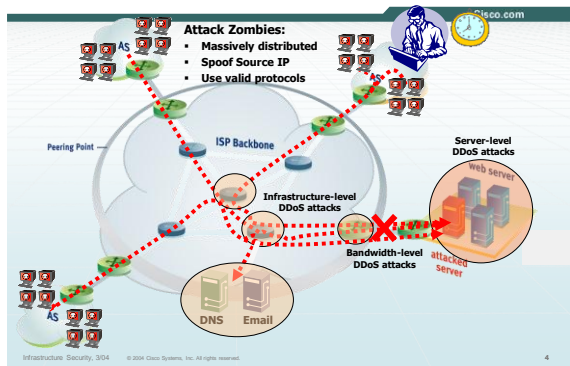 Cisco.com
Attack Zombies:
▪ Massively distributed
▪ Spoof Source IP
▪ Use valid protocols
AS
AS
Peering Point
ISP Backbone
Server-level
DDoS attacks
web server
Infrastructure-level
DDoS attacks
Bandwidth-level
DDoS attacks
attacked
server
DNS Email
AS
Infrastructure Security, 3/04 © 2004 Cisco Systems, Inc. All rights reserved. 4